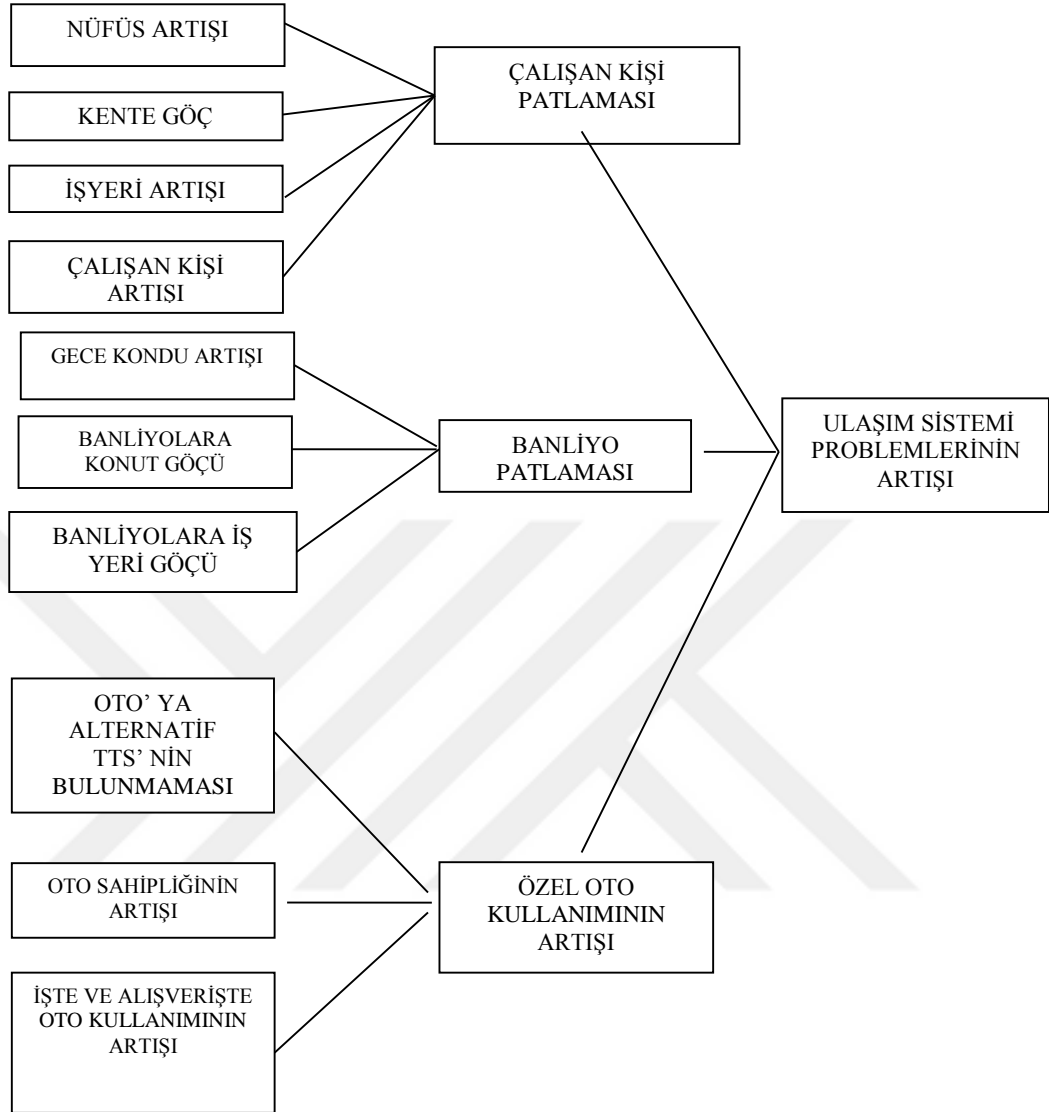 NÜFÜS ARTIŞI
KENTE GÖÇ
İŞYERİ ARTIŞI
ÇALIŞAN KİŞİ
ARTIŞI
ÇALIŞAN KİŞİ
PATLAMASI
GECE KONDU ARTIŞI
BANLİYOLARA
KONUT GÖÇÜ
BANLİYOLARA İŞ
YERİ GÖÇÜ
BANLİYO
PATLAMASI
ULAŞIM SİSTEMİ
PROBLEMLERİNİN
ARTIŞI
OTO’ YA
ALTERNATİF
TTS’ NİN
BULUNMAMASI
OTO SAHİPLİĞİNİN
ARTIŞI
İŞTE VE ALIŞVERİŞTE
OTO KULLANIMININ
ARTIŞI
ÖZEL OTO
KULLANIMININ
ARTIŞI